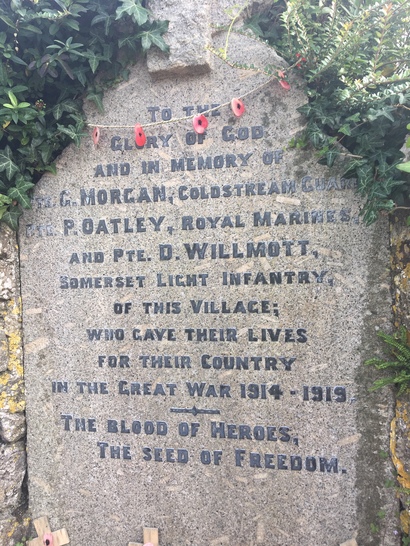 TO THE
GLORY OF GOD
AND IN MEMORY OF
G. MORGAN, COLDSTREAM
P. OATLEY, ROYAL MARINES,
AND PTE. D. WILLMOTT,
SOMERSET LIGHT INFANTRY,
OF THIS VILLAGE;
WHO GAVE THEIR LIVES
FOR THEIR COUNTRY
IN THE GREAT WAR 1914 - 1919.
THE BLOOD OF HEROES,
THE SEED OF FREEDOM.